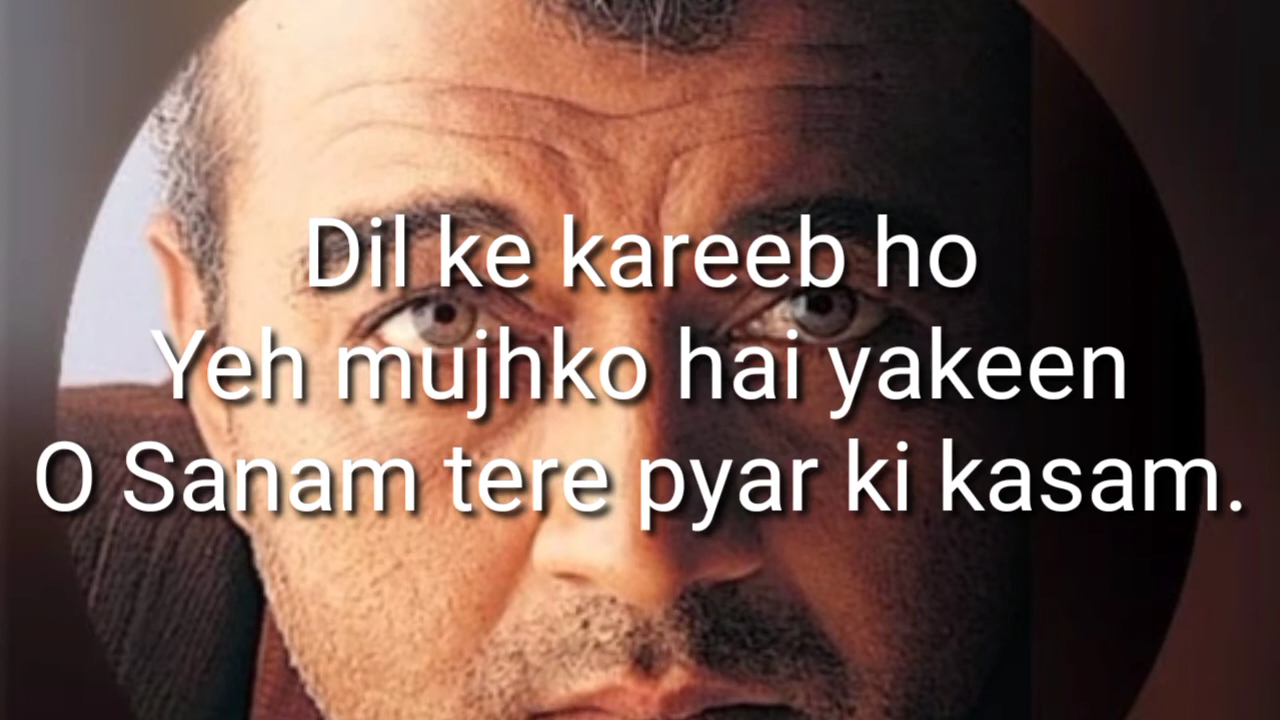 Dil ke kareeb ho
Yeh mujhko hai yakeen
O Sanam tere pyar ki kasam.